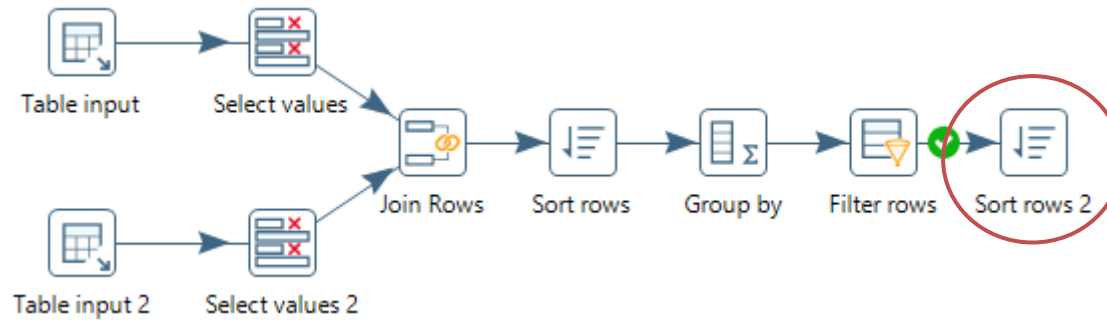 Table input
Select values
Join Rows
Sort rows
Group by
Filter rows
Sort rows 2
Table input 2
Select values 2